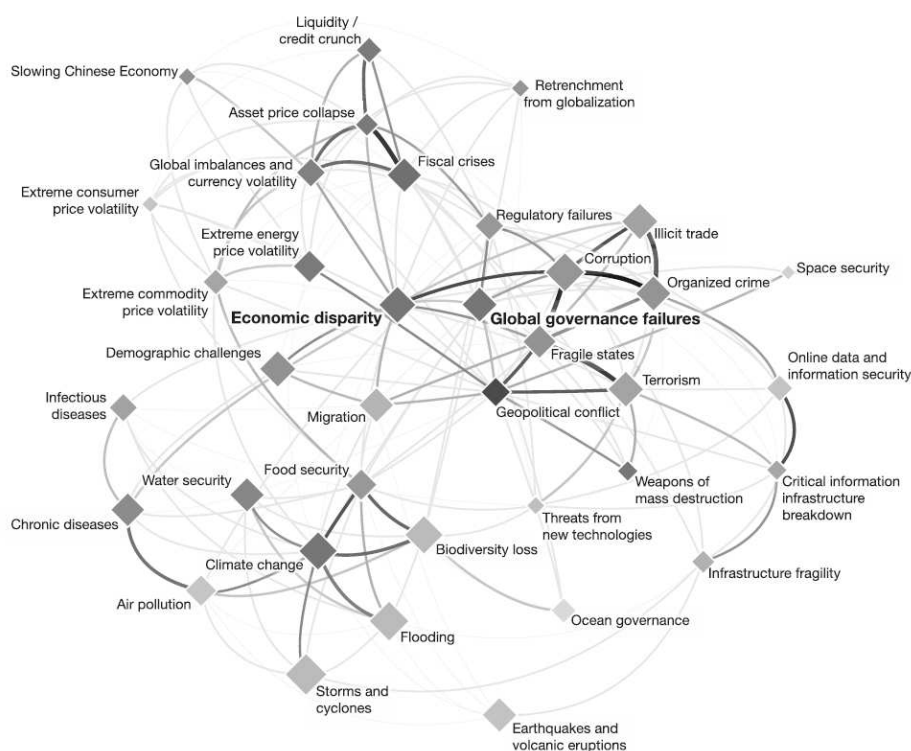 Liquidity /
credit crunch
Slowing Chinese Economy
Retrenchment
from globalization
Asset price collapse
Global imbalances and
currency volatility
Fiscal crises
Extreme consumer
price volatility
Regulatory failures
Illicit trade
Extreme energy
price volatility
Corruption
Space security
Extreme commodity
price volatility
Organized crime
Economic disparity
Global governance failures
Demographic challenges
Fragile states
Online data and
information security
Terrorism
Infectious
diseases
Migration
Geopolitical conflict
Water security
Food security
Weapons of
mass destruction
Critical information
infrastructure
breakdown
Chronic diseases
Threats from
new technologies
Biodiversity loss
Climate change
Infrastructure fragility
Air pollution
Ocean governance
Flooding
Storms and
cyclones
Earthquakes and
volcanic eruptions